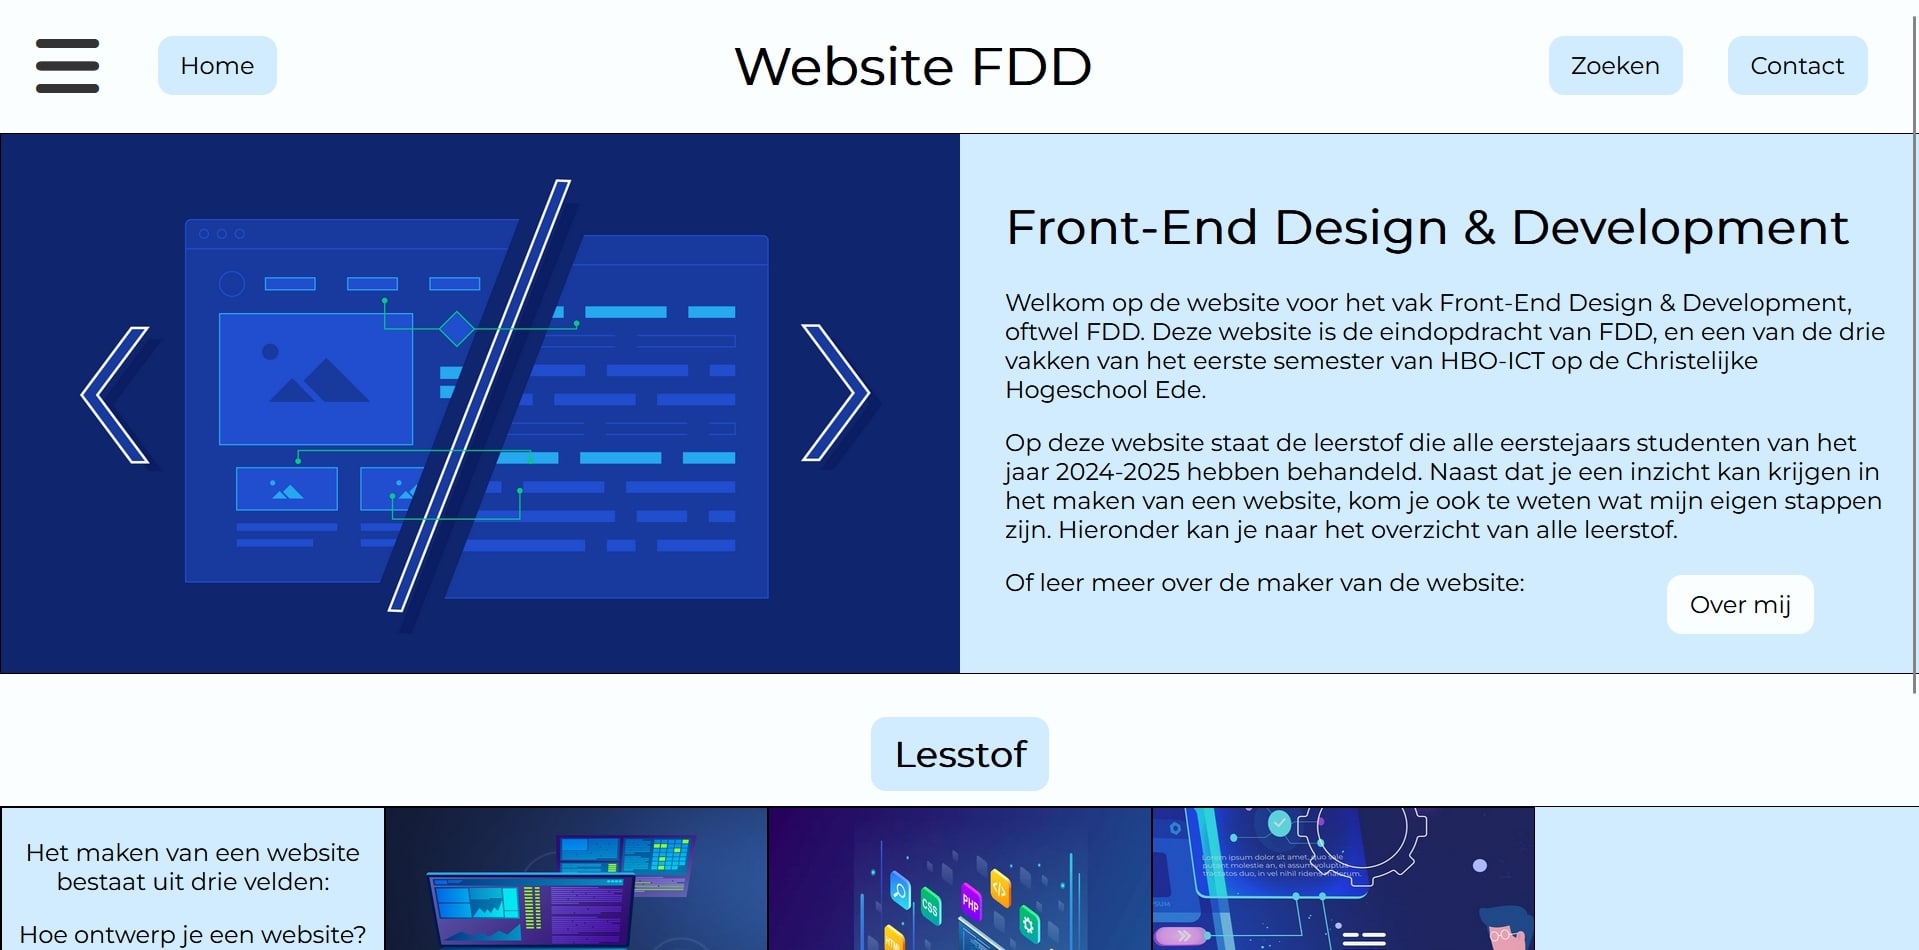 Home
Website FDD
Zoeken
Contact
Front-End Design & Development
Welkom op de website voor het vak Front-End Design & Development,
oftwel FDD. Deze website is de eindopdracht van FDD, en een van de drie
vakken van het eerste semester van HBO-ICT op de Christelijke
Hogeschool Ede.
Op deze website staat de leerstof die alle eerstejaars studenten van het
jaar 2024-2025 hebben behandeld. Naast dat je een inzicht kan krijgen in
het maken van een website, kom je ook te weten wat mijn eigen stappen
zijn. Hieronder kan je naar het overzicht van alle leerstof.
Of leer meer over de maker van de website:
Over mij
Lesstof
Het maken van een website
bestaat uit drie velden:
Hoe ontwerp je een website?
CSS
PHP